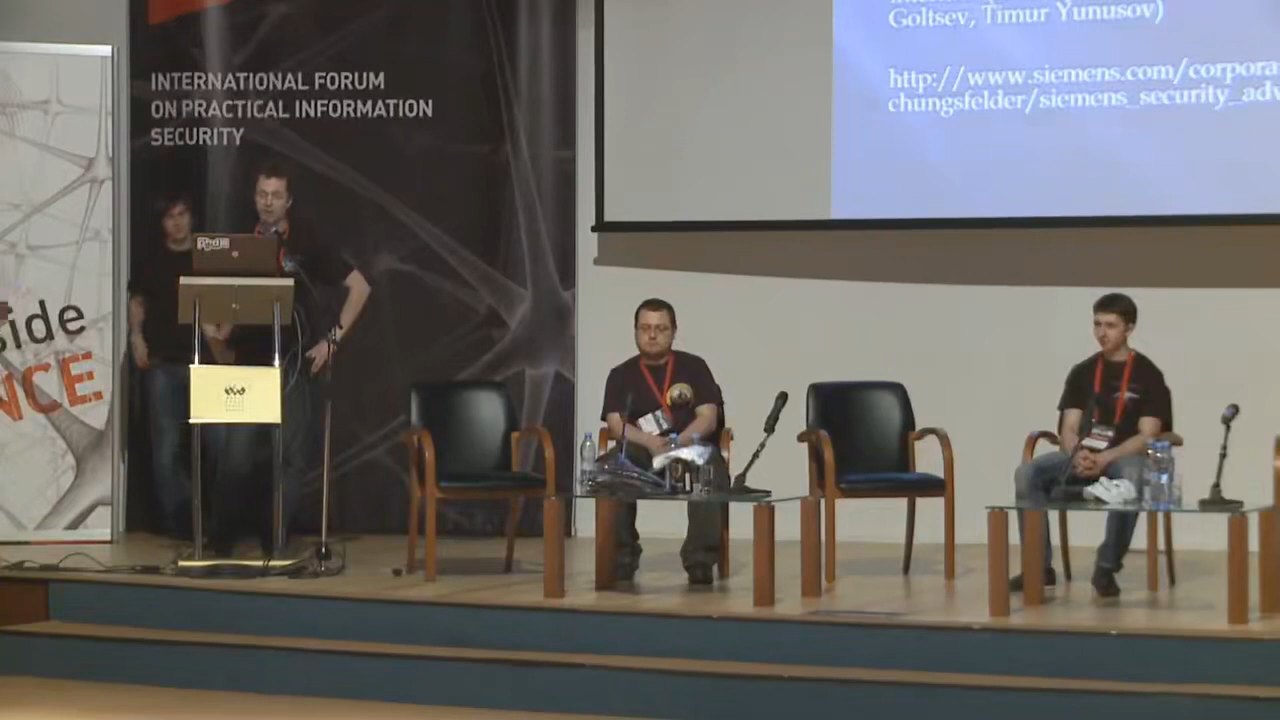 INTERNATIONAL FORUM
ON PRACTICAL INFORMATION
SECURITY
side
NCE
Goltsev, Timur Yunusov)
http://www.siemens.com/corpora
chungsfelder/siemens_security_adv